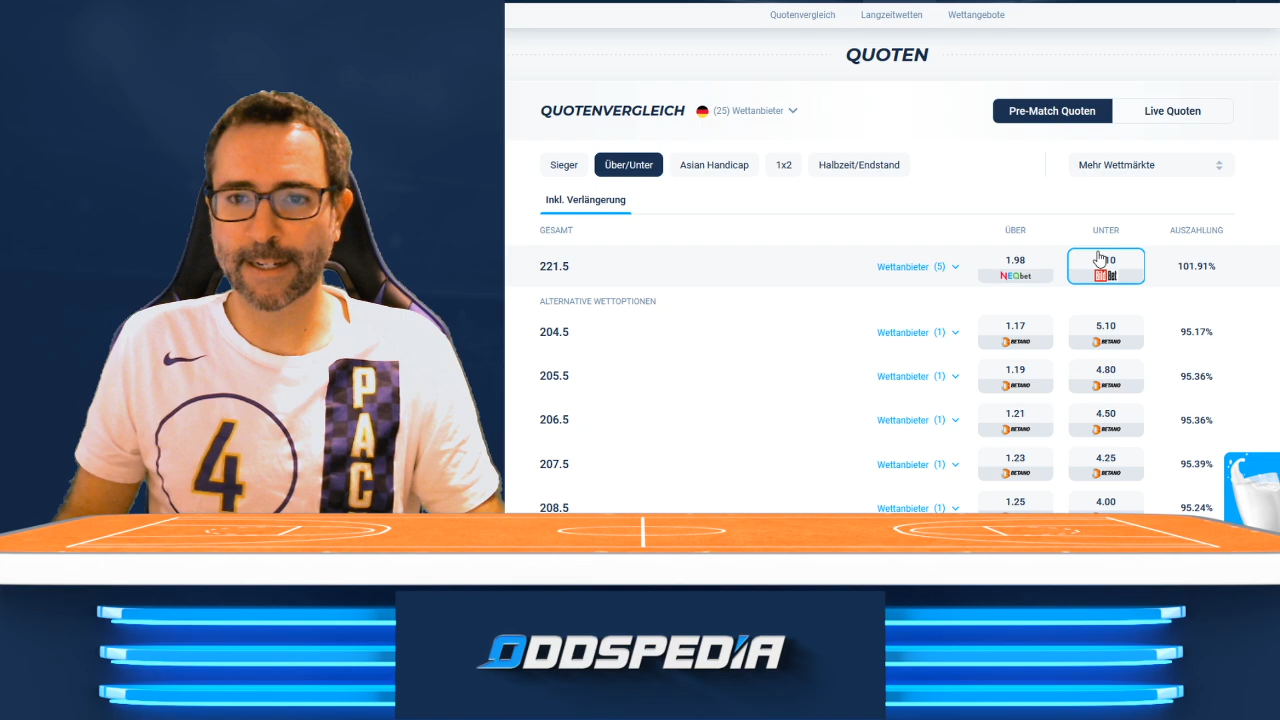 Quotenvergleich Langzeitwetten Wettangebote
QUOTEN
QUOTENVERGLEICH (25) Wettanbieter Pre-Match Quoten Live Quoten
Sieger Über/Unter Asian Handicap 1x2 Halbzeit/Endstand Mehr Wettmärkte
Inkl. Verlängerung
GESAMT ÜBER UNTER AUSZAHLUNG
221.5 Wettanbieter (5) 1.98 10 101.91%
NEObet Bild Bet
ALTERNATIVE WETTOPTIONEN
204.5 Wettanbieter (1) 1.17 5.10 95.17%
BETANO BETANO
205.5 Wettanbieter (1) 1.19 4.80 95.36%
BETANO BETANO
206.5 Wettanbieter (1) 1.21 4.50 95.36%
BETANO BETANO
207.5 Wettanbieter (1) 1.23 4.25 95.39%
BETANO BETANO
208.5 Wettanbieter (1) 1.25 4.00 95.24%
4
PAC
ODDSPEDIA